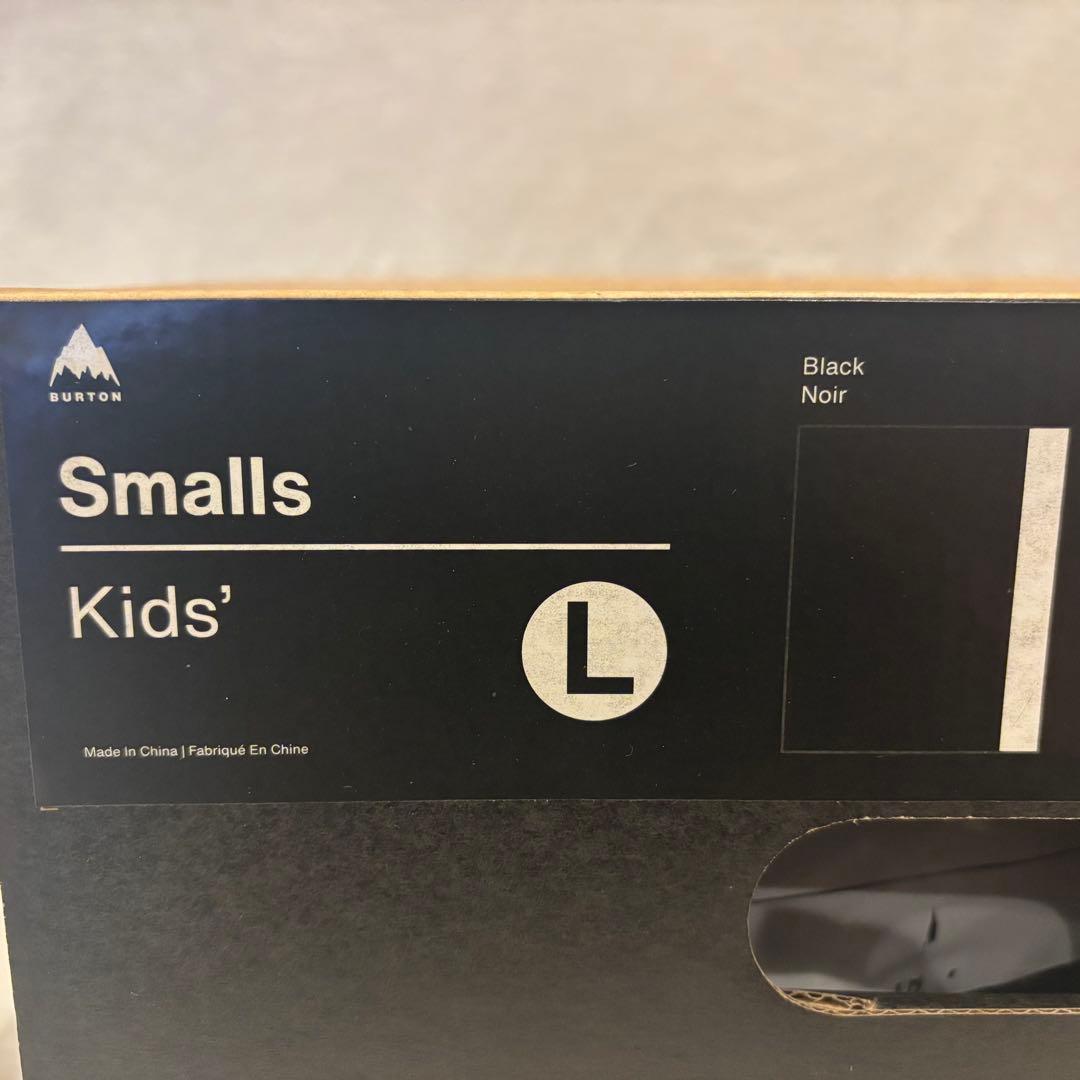 BURTON
Smalls
Kids’
L
Made In China | Fabriqué En Chine
Black
Noir